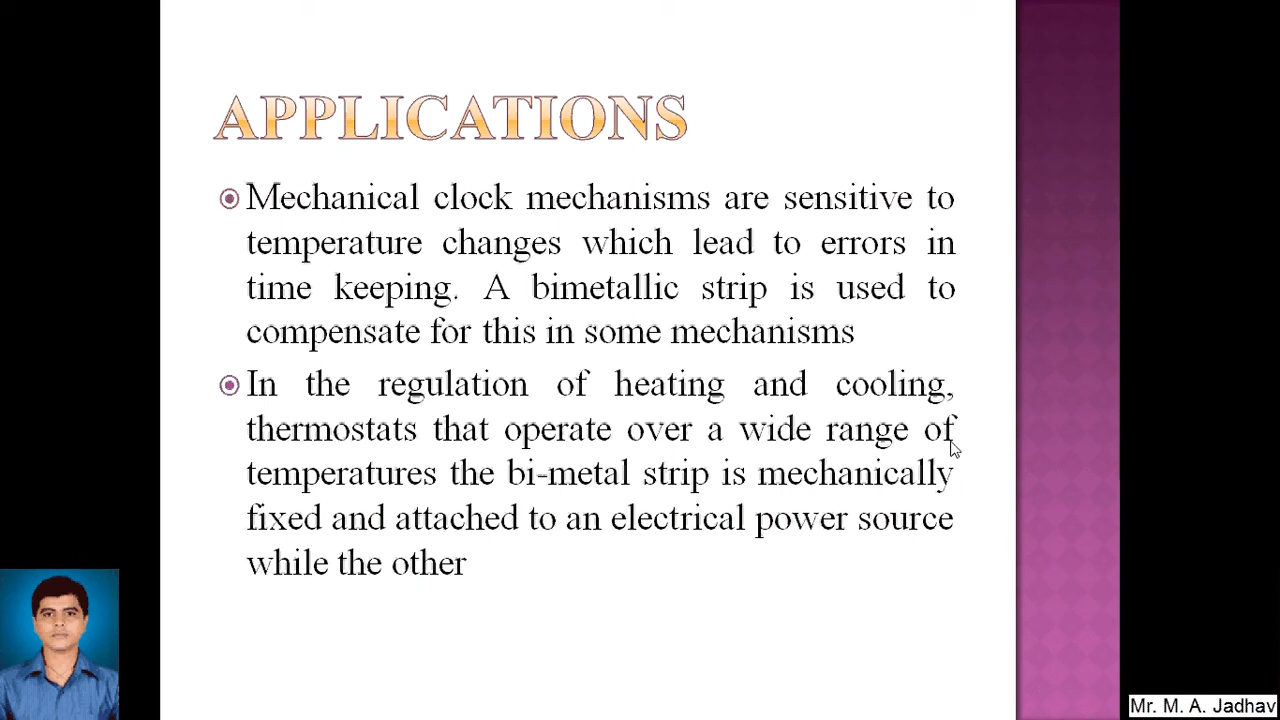 APPLICATIONS
Mechanical clock mechanisms are sensitive to
temperature changes which lead to errors in
time keeping. A bimetallic strip is used to
compensate for this in some mechanisms
In the regulation of heating and cooling,
thermostats that operate over a wide range of
temperatures the bi-metal strip is mechanically
fixed and attached to an electrical power source
while the other
Mr. M. A. Jadhav